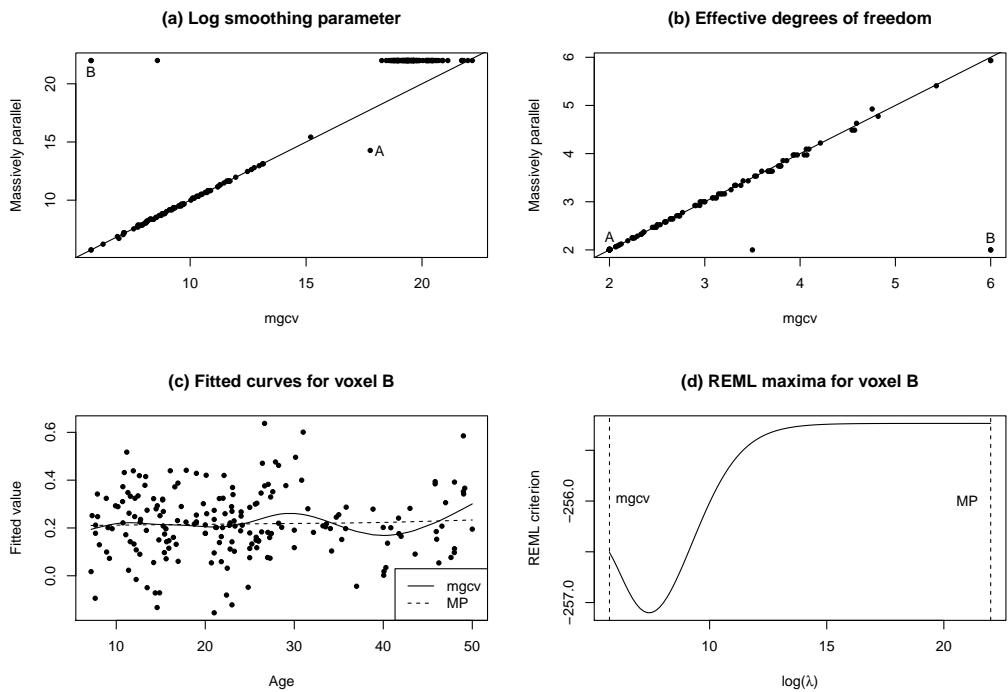 (a) Log smoothing parameter
Massively parallel
10 15 20
B
A
10 15 20
mgcv
(b) Effective degrees of freedom
Massively parallel
2 3 4 5 6
A
B
2 3 4 5 6
mgcv
(c) Fitted curves for voxel B
Fitted value
0.0 0.2 0.4 0.6
mgcv
MP
10 20 30 40 50
Age
(d) REML maxima for voxel B
REML criterion
−257.0 −256.0
mgcv
MP
10 15 20
log(λ)